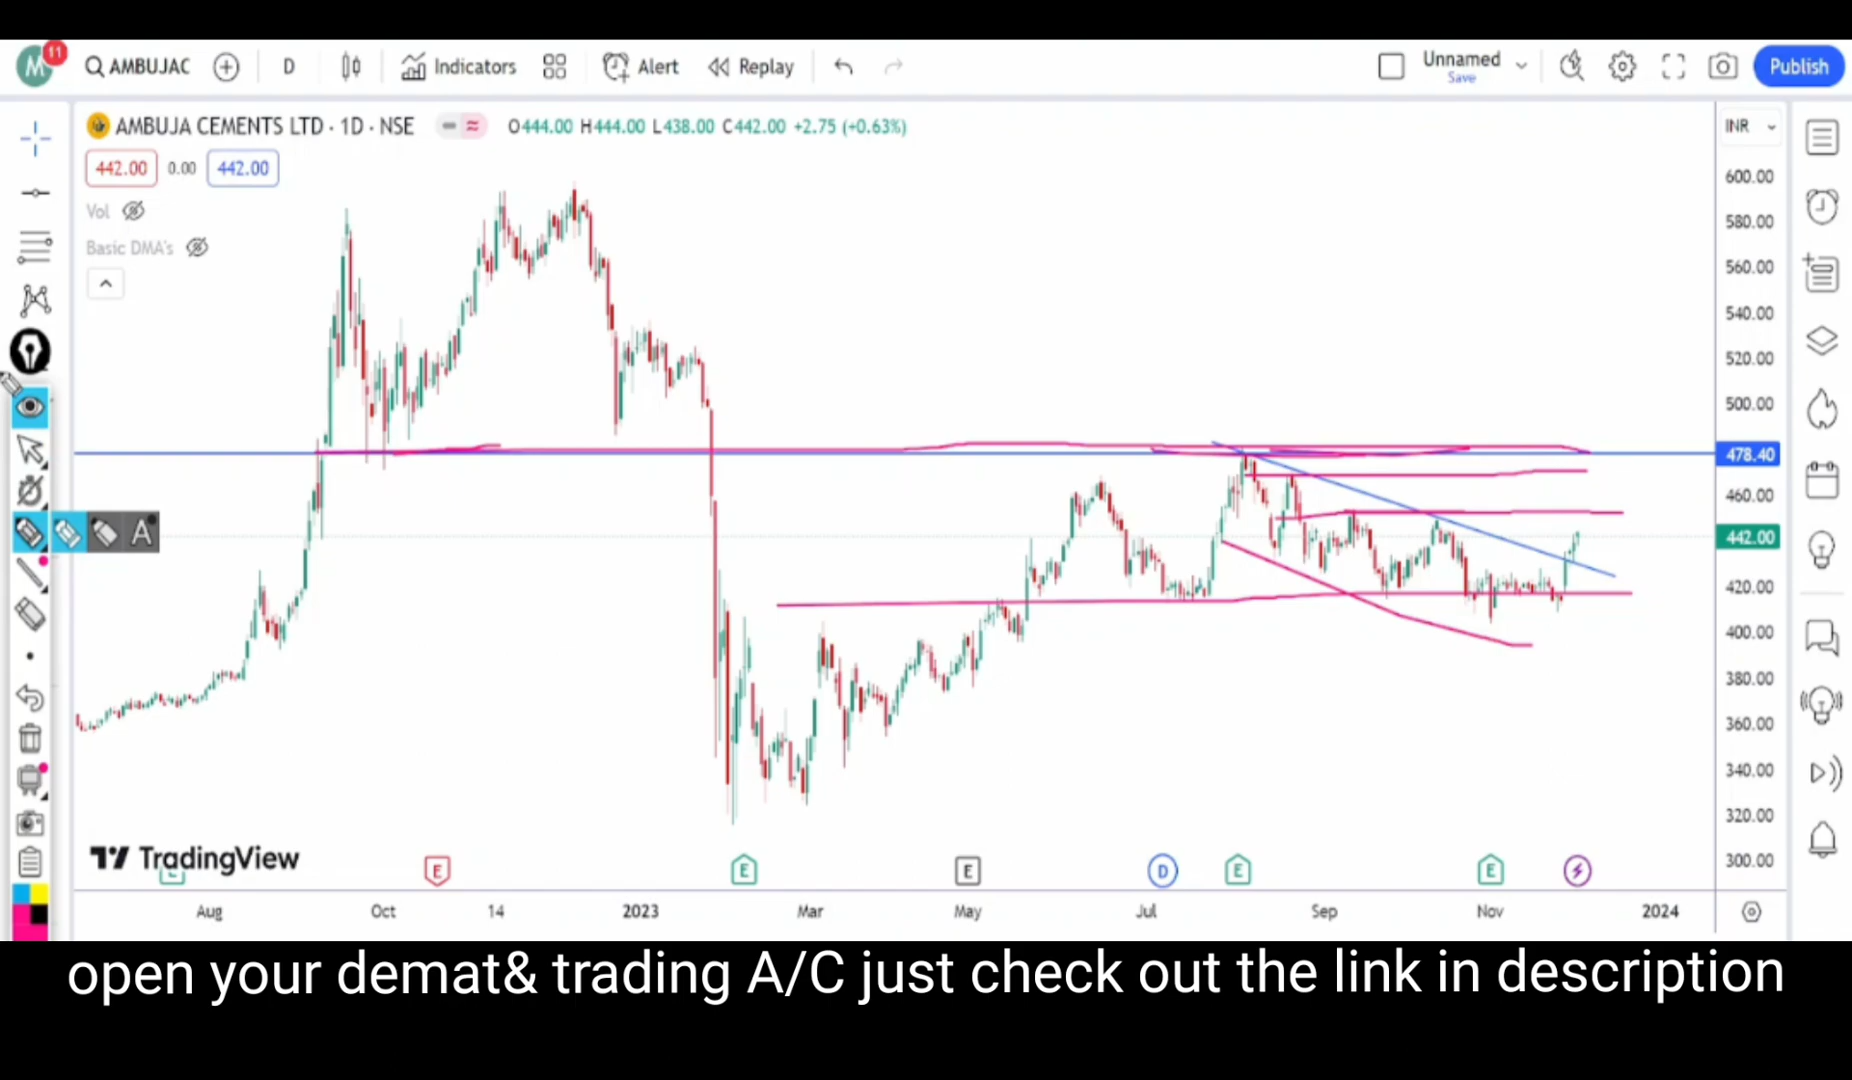 M 11 AMBUJAC D Indicators Alert Replay Unnamed Save Publish
AMBUJA CEMENTS LTD · 1D · NSE O444.00 H444.00 L438.00 C442.00 +2.75 (+0.63%) INR
442.00 0.00 442.00
Vol
Basic DMA's
600.00
580.00
560.00
540.00
520.00
500.00
478.40
460.00
442.00
420.00
400.00
380.00
360.00
340.00
320.00
300.00
A
TradingView
E E E D E E
Aug Oct 14 2023 Mar May Jul Sep Nov 2024
open your demat& trading A/C just check out the link in description